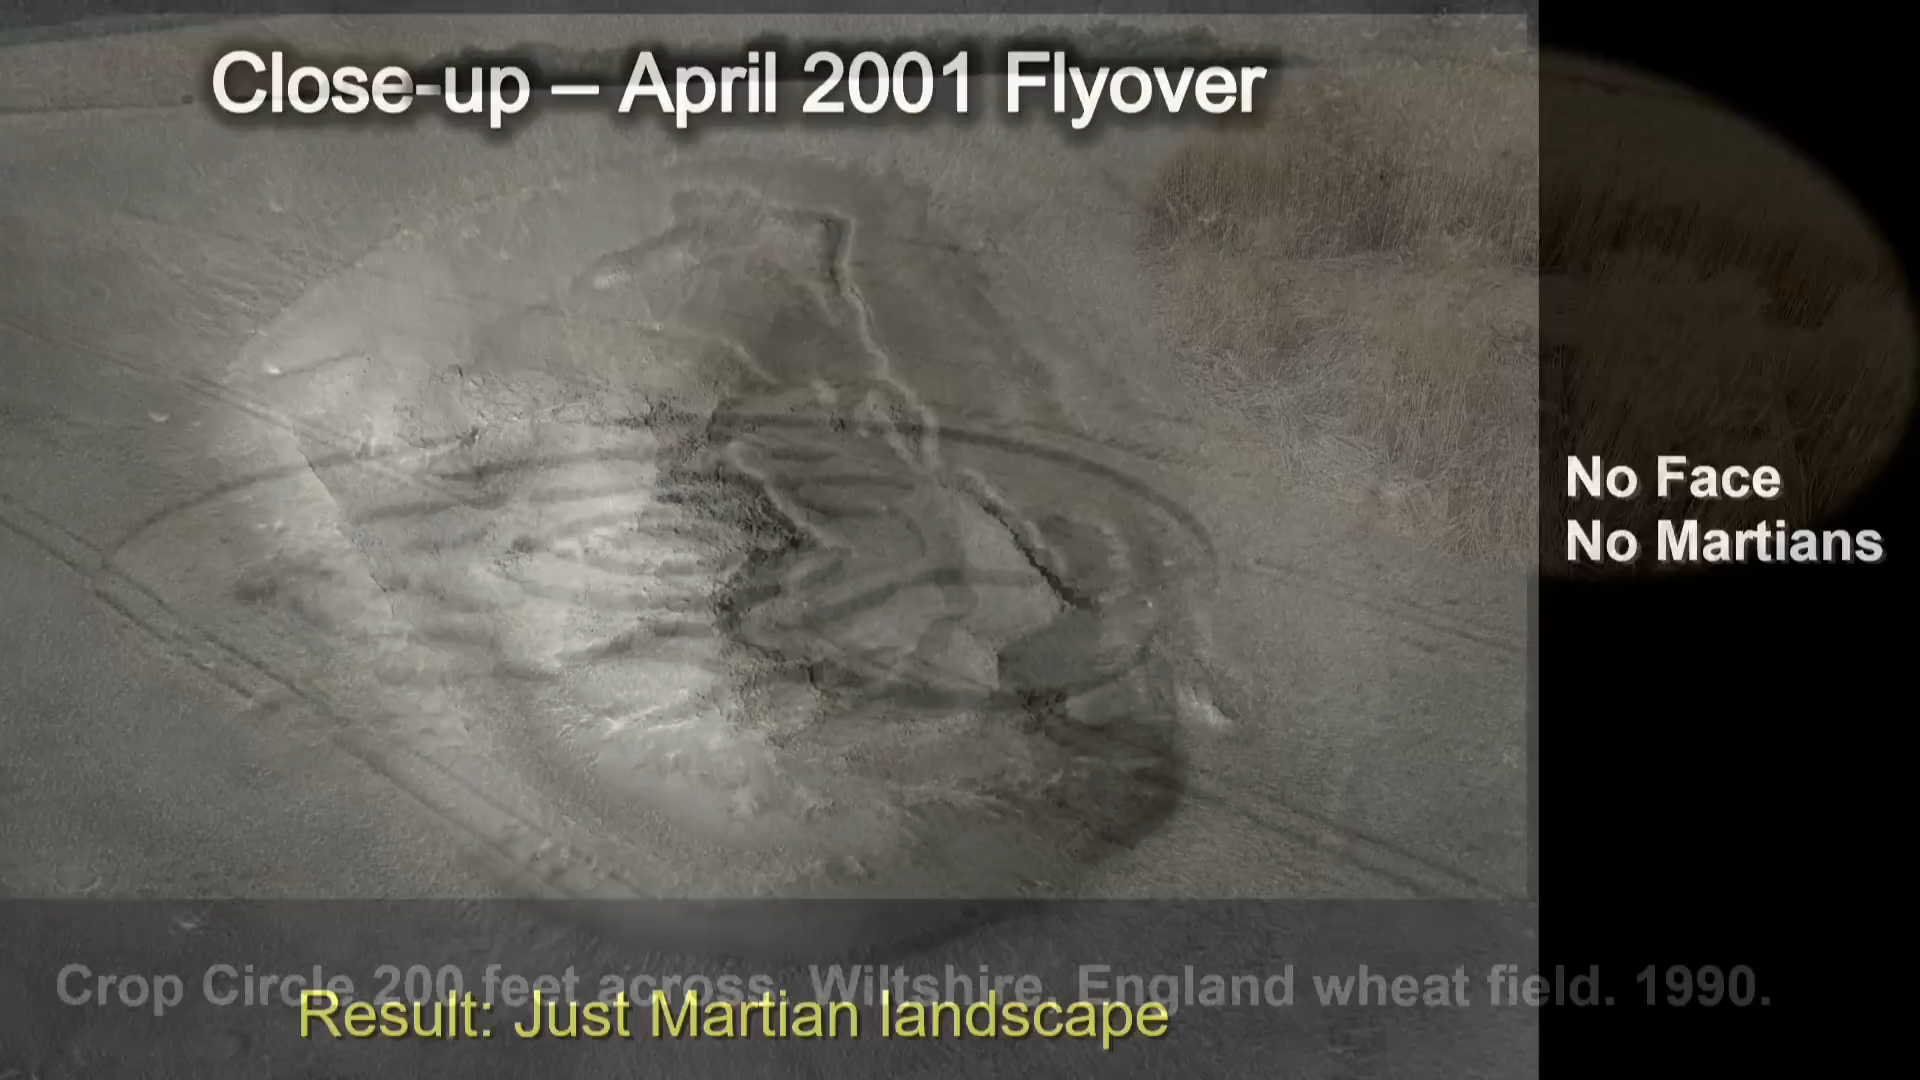 Close-up – April 2001 Flyover
No Face
No Martians
Crop Circle 200 feet across. Wiltshire, England wheat field. 1990.
Result: Just Martian landscape